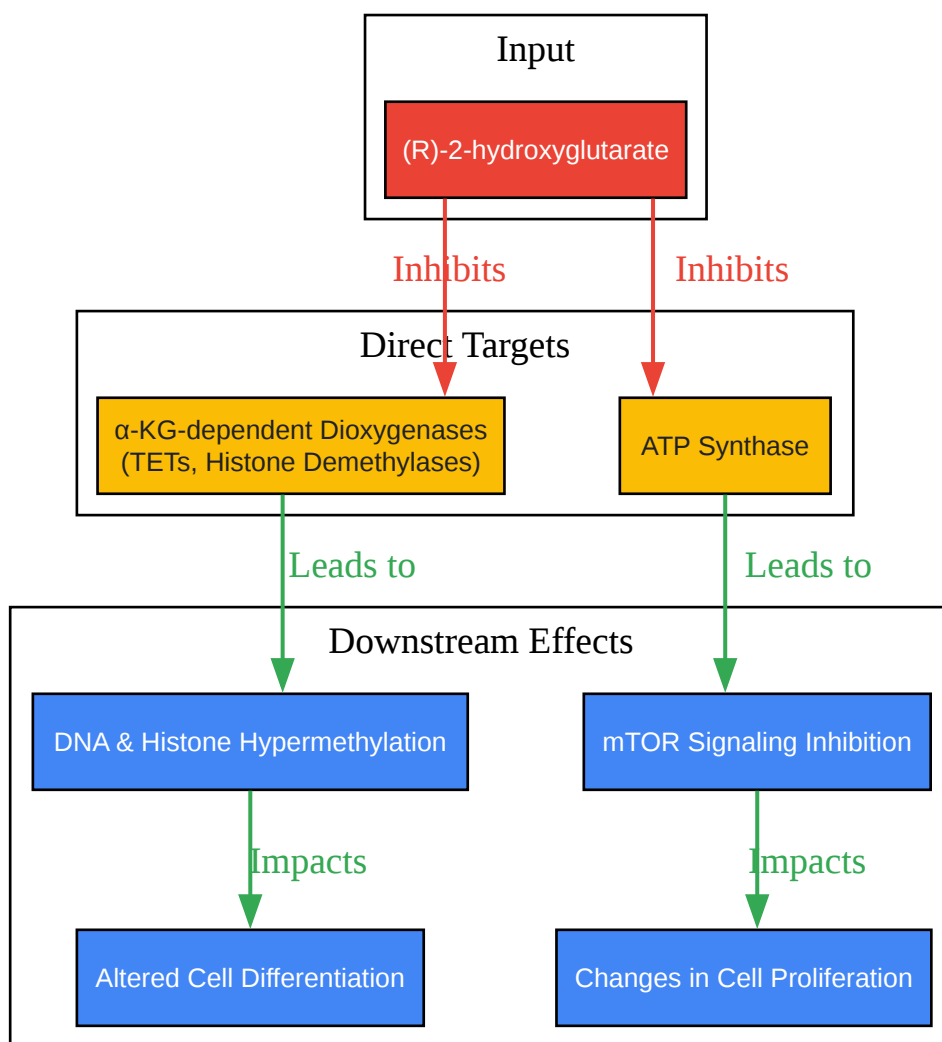 Input
(R)-2-hydroxyglutarate
Inhibits
Inhibits
Direct Targets
α-KG-dependent Dioxygenases
(TETs, Histone Demethylases)
ATP Synthase
Leads to
Leads to
Downstream Effects
DNA & Histone Hypermethylation
mTOR Signaling Inhibition
Impacts
Impacts
Altered Cell Differentiation
Changes in Cell Proliferation